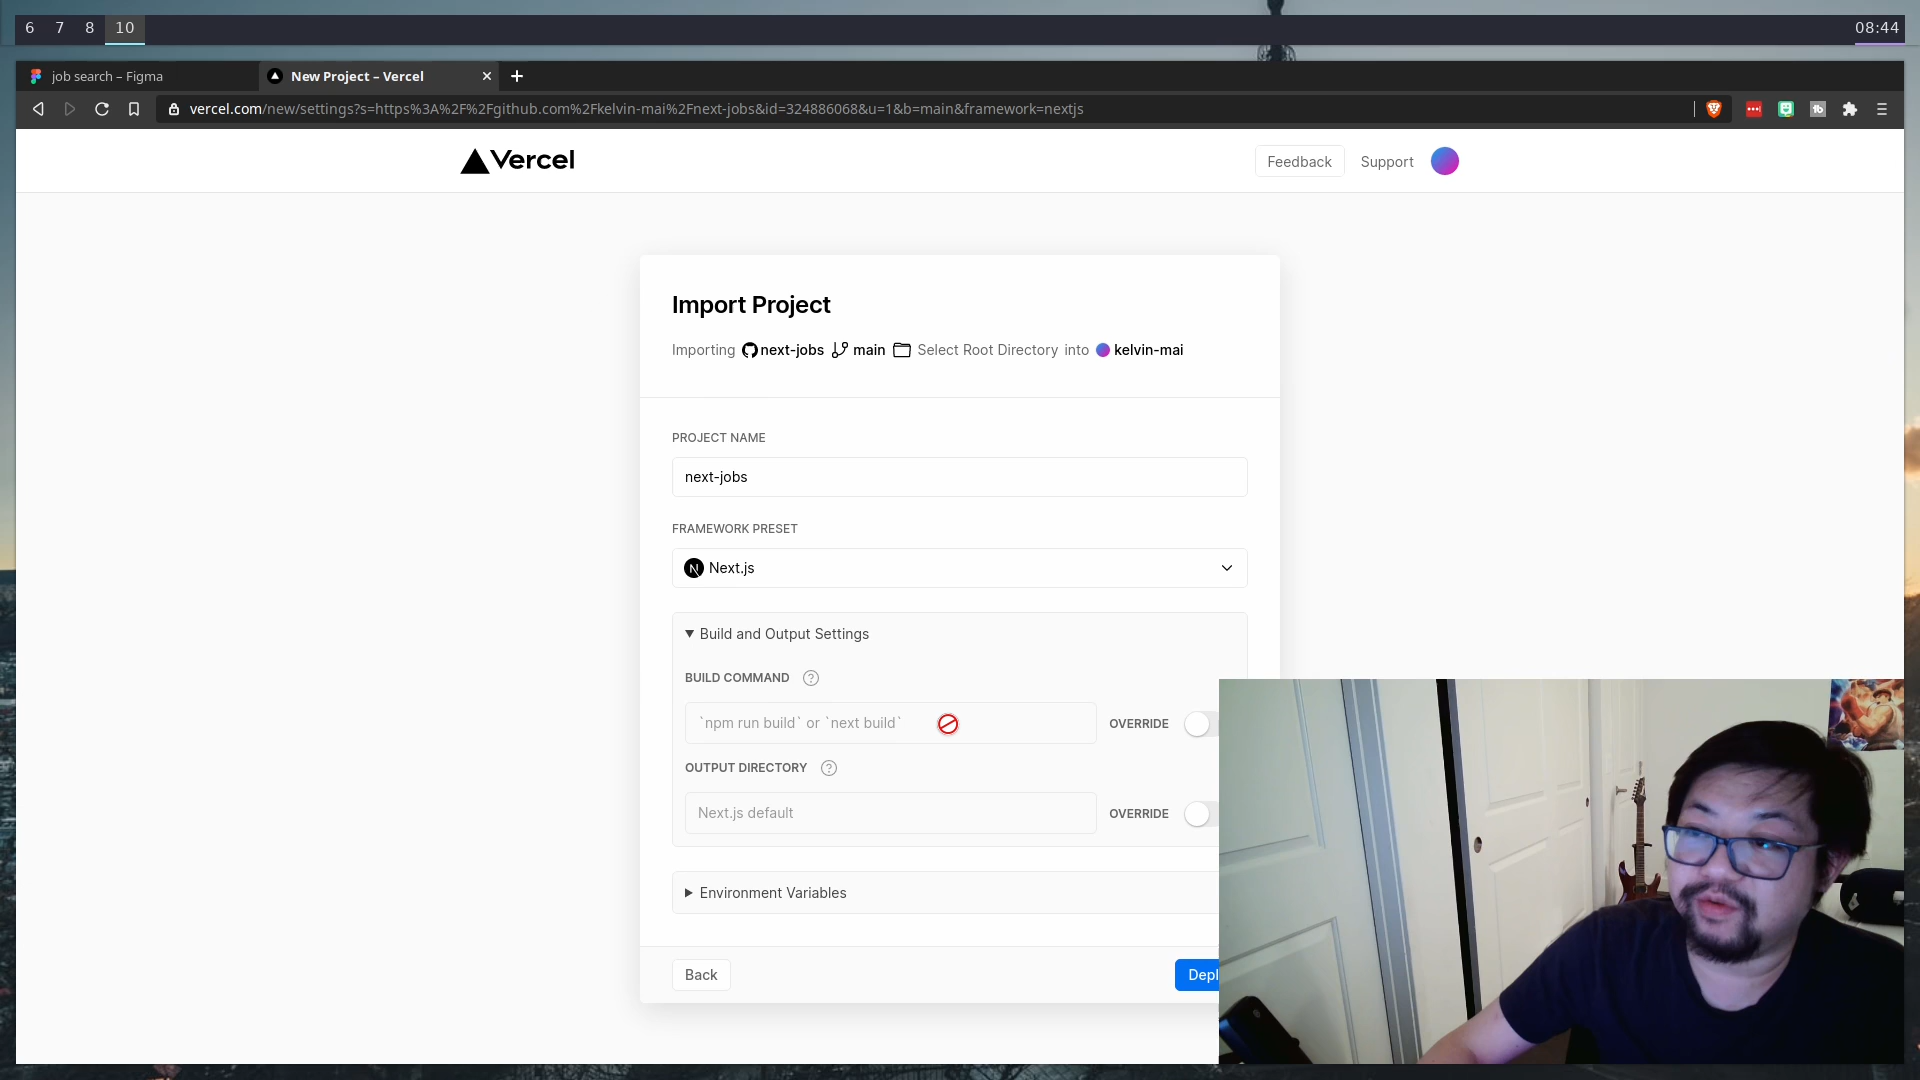 6 7 8 10 08:44
job search – Figma New Project – Vercel
vercel.com/new/settings?s=https%3A%2F%2Fgithub.com%2Fkelvin-mai%2Fnext-jobs&id=324886068&u=1&b=main&framework=nextjs
Vercel Feedback Support
Import Project
Importing next-jobs main Select Root Directory into kelvin-mai
PROJECT NAME
next-jobs
FRAMEWORK PRESET
N Next.js
Build and Output Settings
BUILD COMMAND ?
`npm run build` or `next build` OVERRIDE
OUTPUT DIRECTORY ?
Next.js default OVERRIDE
Environment Variables
Back Depl